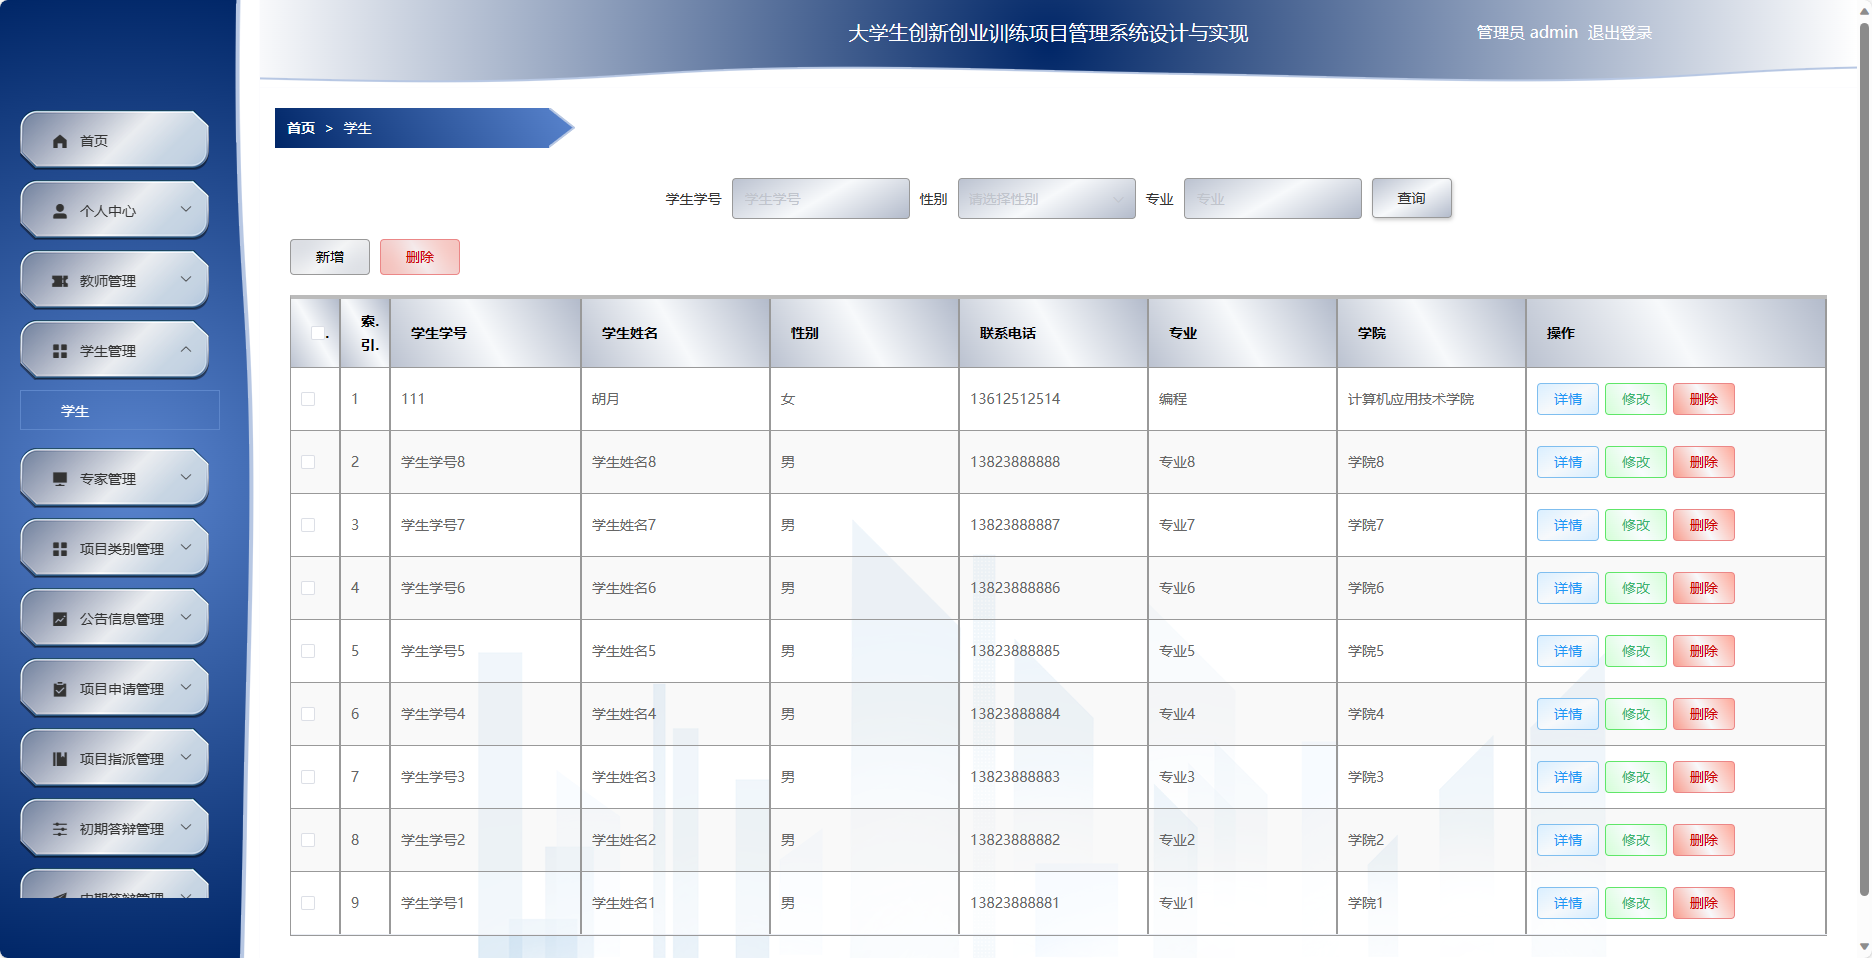 大学生创新创业训练项目管理系统设计与实现
管理员 admin 退出登录
首页
个人中心
教师管理
学生管理
学生
专家管理
项目类别管理
公告信息管理
项目申请管理
项目指派管理
初期答辩管理
中期答辩管理
首页 > 学生
学生学号 学生学号 性别 请选择性别 专业 专业 查询
新增 删除
. 索. 引. 学生学号 学生姓名 性别 联系电话 专业 学院 操作
1 111 胡月 女 13612512514 编程 计算机应用技术学院 详情 修改 删除
2 学生学号8 学生姓名8 男 13823888888 专业8 学院8 详情 修改 删除
3 学生学号7 学生姓名7 男 13823888887 专业7 学院7 详情 修改 删除
4 学生学号6 学生姓名6 男 13823888886 专业6 学院6 详情 修改 删除
5 学生学号5 学生姓名5 男 13823888885 专业5 学院5 详情 修改 删除
6 学生学号4 学生姓名4 男 13823888884 专业4 学院4 详情 修改 删除
7 学生学号3 学生姓名3 男 13823888883 专业3 学院3 详情 修改 删除
8 学生学号2 学生姓名2 男 13823888882 专业2 学院2 详情 修改 删除
9 学生学号1 学生姓名1 男 13823888881 专业1 学院1 详情 修改 删除